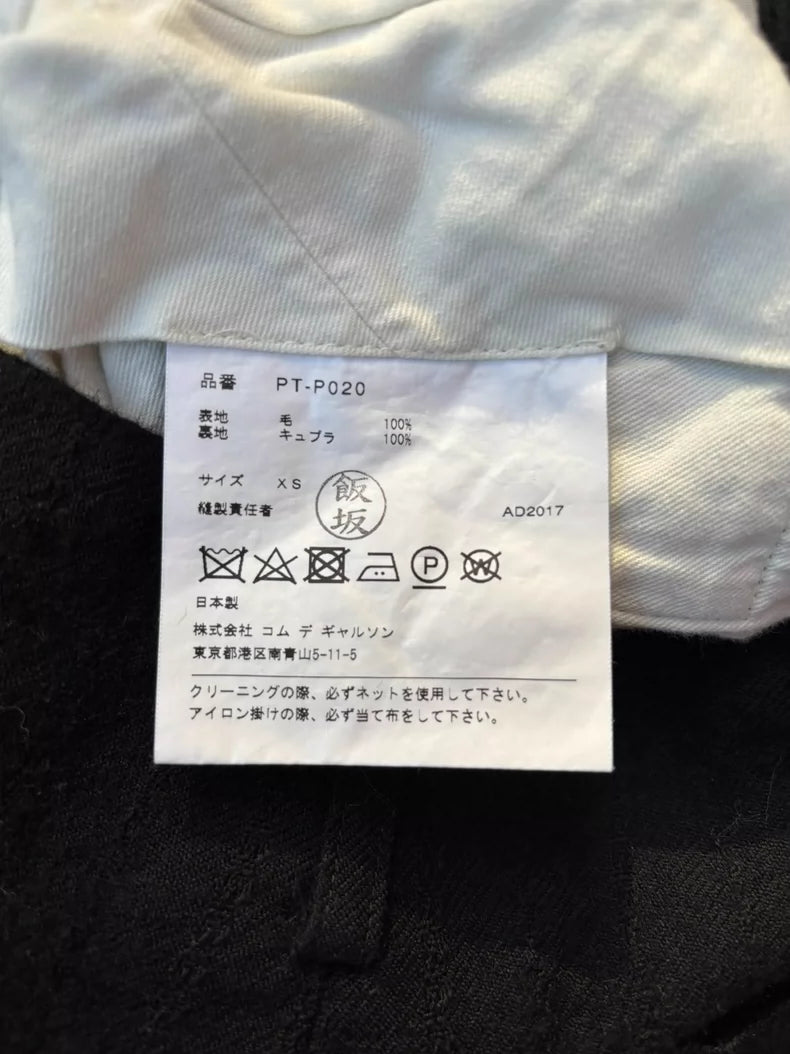 品番 PT-P020
表地 毛 100%
裏地 キュプラ 100%
サイズ XS
飯坂
縫製責任者 AD2017
P W
日本製
株式会社 コム デ ギャルソン
東京都港区南青山5-11-5
クリーニングの際、必ずネットを使用して下さい。
アイロン掛けの際、必ず当て布をして下さい。